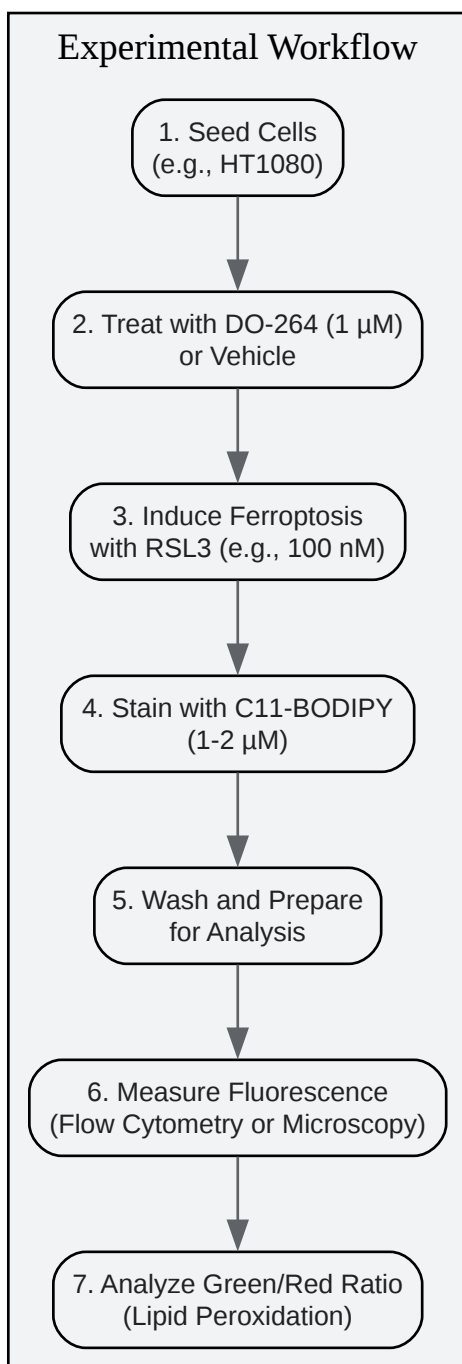 Experimental Workflow
1. Seed Cells
(e.g., HT1080)
2. Treat with DO-264 (1 µM)
or Vehicle
3. Induce Ferroptosis
with RSL3 (e.g., 100 nM)
4. Stain with C11-BODIPY
(1-2 µM)
5. Wash and Prepare
for Analysis
6. Measure Fluorescence
(Flow Cytometry or Microscopy)
7. Analyze Green/Red Ratio
(Lipid Peroxidation)